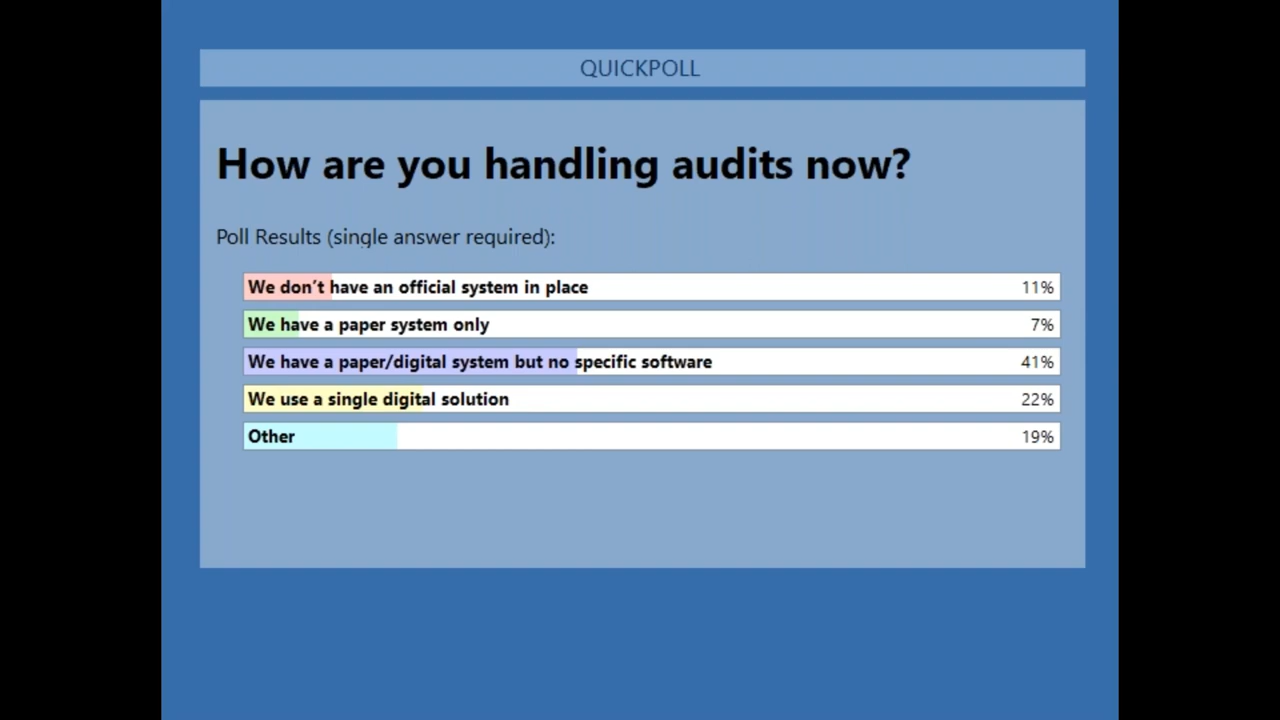 QUICKPOLL
How are you handling audits now?
Poll Results (single answer required):
We don’t have an official system in place 11%
We have a paper system only 7%
We have a paper/digital system but no specific software 41%
We use a single digital solution 22%
Other 19%